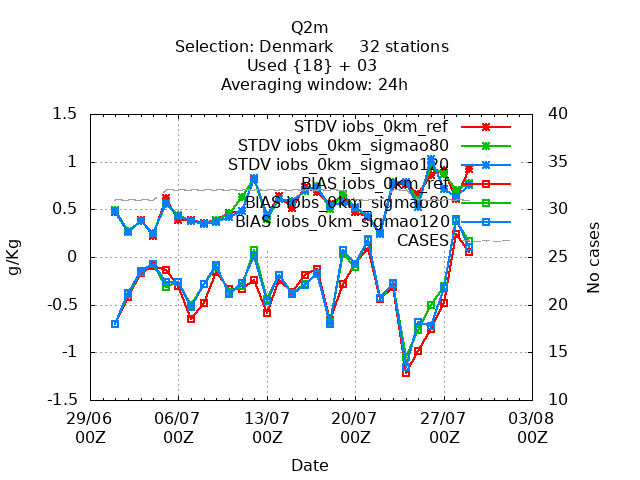 Q2m
Selection: Denmark 32 stations
Used {18} + 03
Averaging window: 24h
1.5
1
0.5
0
-0.5
-1
-1.5
g/Kg
40
35
30
25
20
15
10
No cases
STDV iobs_0km_ref
STDV iobs_0km_sigmao80
STDV iobs_0km_sigmao120
BIAS iobs_0km_ref
BIAS iobs_0km_sigmao80
BIAS iobs_0km_sigmao120
CASES
29/06 06/07 13/07 20/07 27/07 03/08
00Z 00Z 00Z 00Z 00Z 00Z
Date